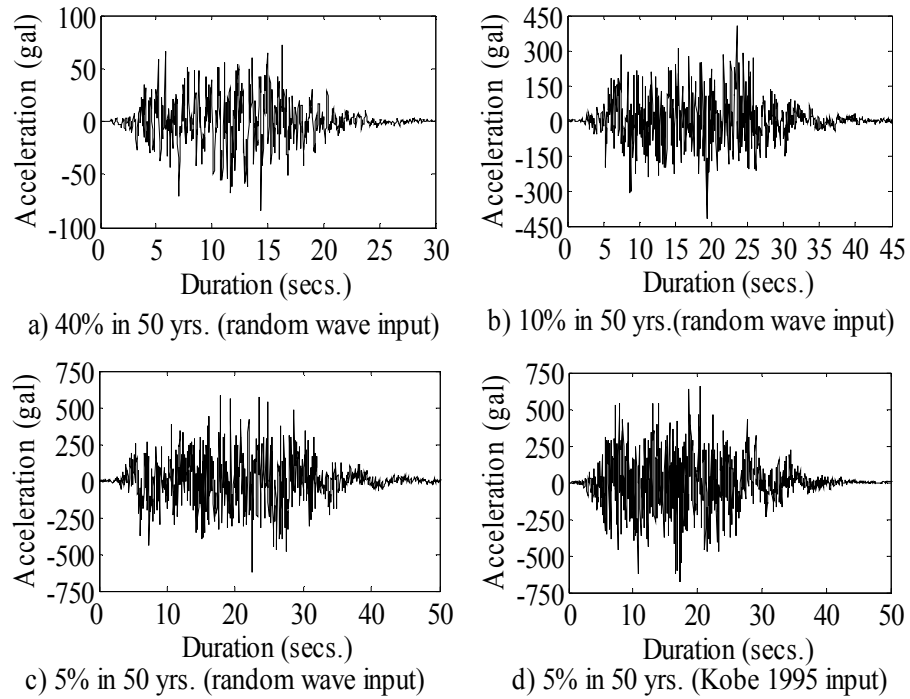 100
50
0
-50
-100
Acceleration (gal)
0 5 10 15 20 25 30
Duration (secs.)
a) 40% in 50 yrs. (random wave input)
450
300
150
0
-150
-300
-450
Acceleration (gal)
0 5 10 15 20 25 30 35 40 45
Duration (secs.)
b) 10% in 50 yrs.(random wave input)
750
500
250
0
-250
-500
-750
Acceleration (gal)
0 10 20 30 40 50
Duration (secs.)
c) 5% in 50 yrs. (random wave input)
750
500
250
0
-250
-500
-750
Acceleration (gal)
0 10 20 30 40 50
Duration (secs.)
d) 5% in 50 yrs. (Kobe 1995 input)